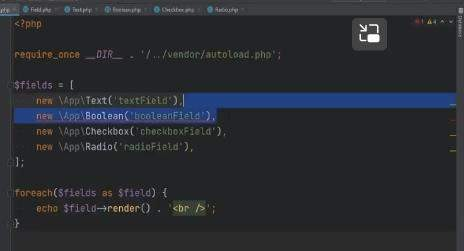 .php Field.php Text.php Boolean.php Checkbox.php Radio.php
<?php
require_once __DIR__ . '/../vendor/autoload.php';
$fields = [
new \App\Text('textField'),
new \App\Boolean('booleanField'),
new \App\Checkbox('checkboxField'),
new \App\Radio('radioField'),
];
foreach($fields as $field) {
echo $field→render() . '<br />';
}
Database